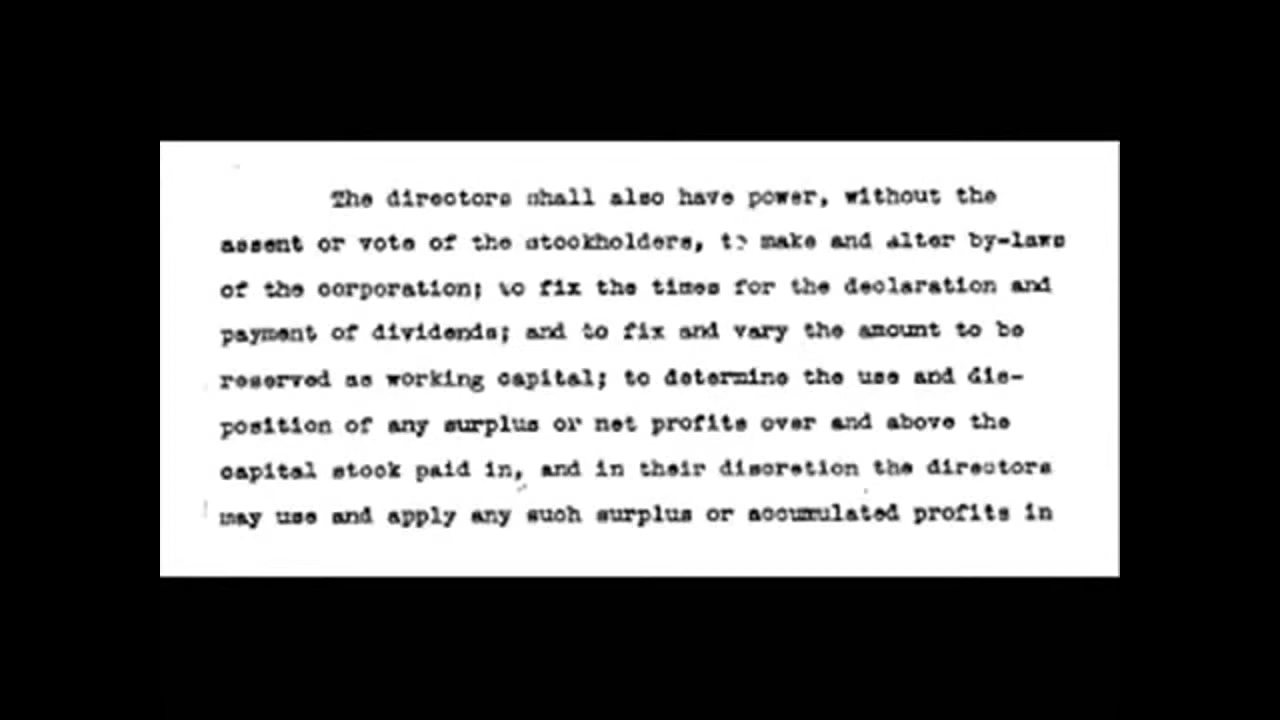 The directors shall also have power, without the
assent or vote of the stockholders, to make and alter by-laws
of the corporation; to fix the times for the declaration and
payment of dividends; and to fix and vary the amount to be
reserved as working capital; to determine the use and dis-
position of any surplus or net profits over and above the
capital stock paid in, and in their discretion the directors
may use and apply any such surplus or accumulated profits in